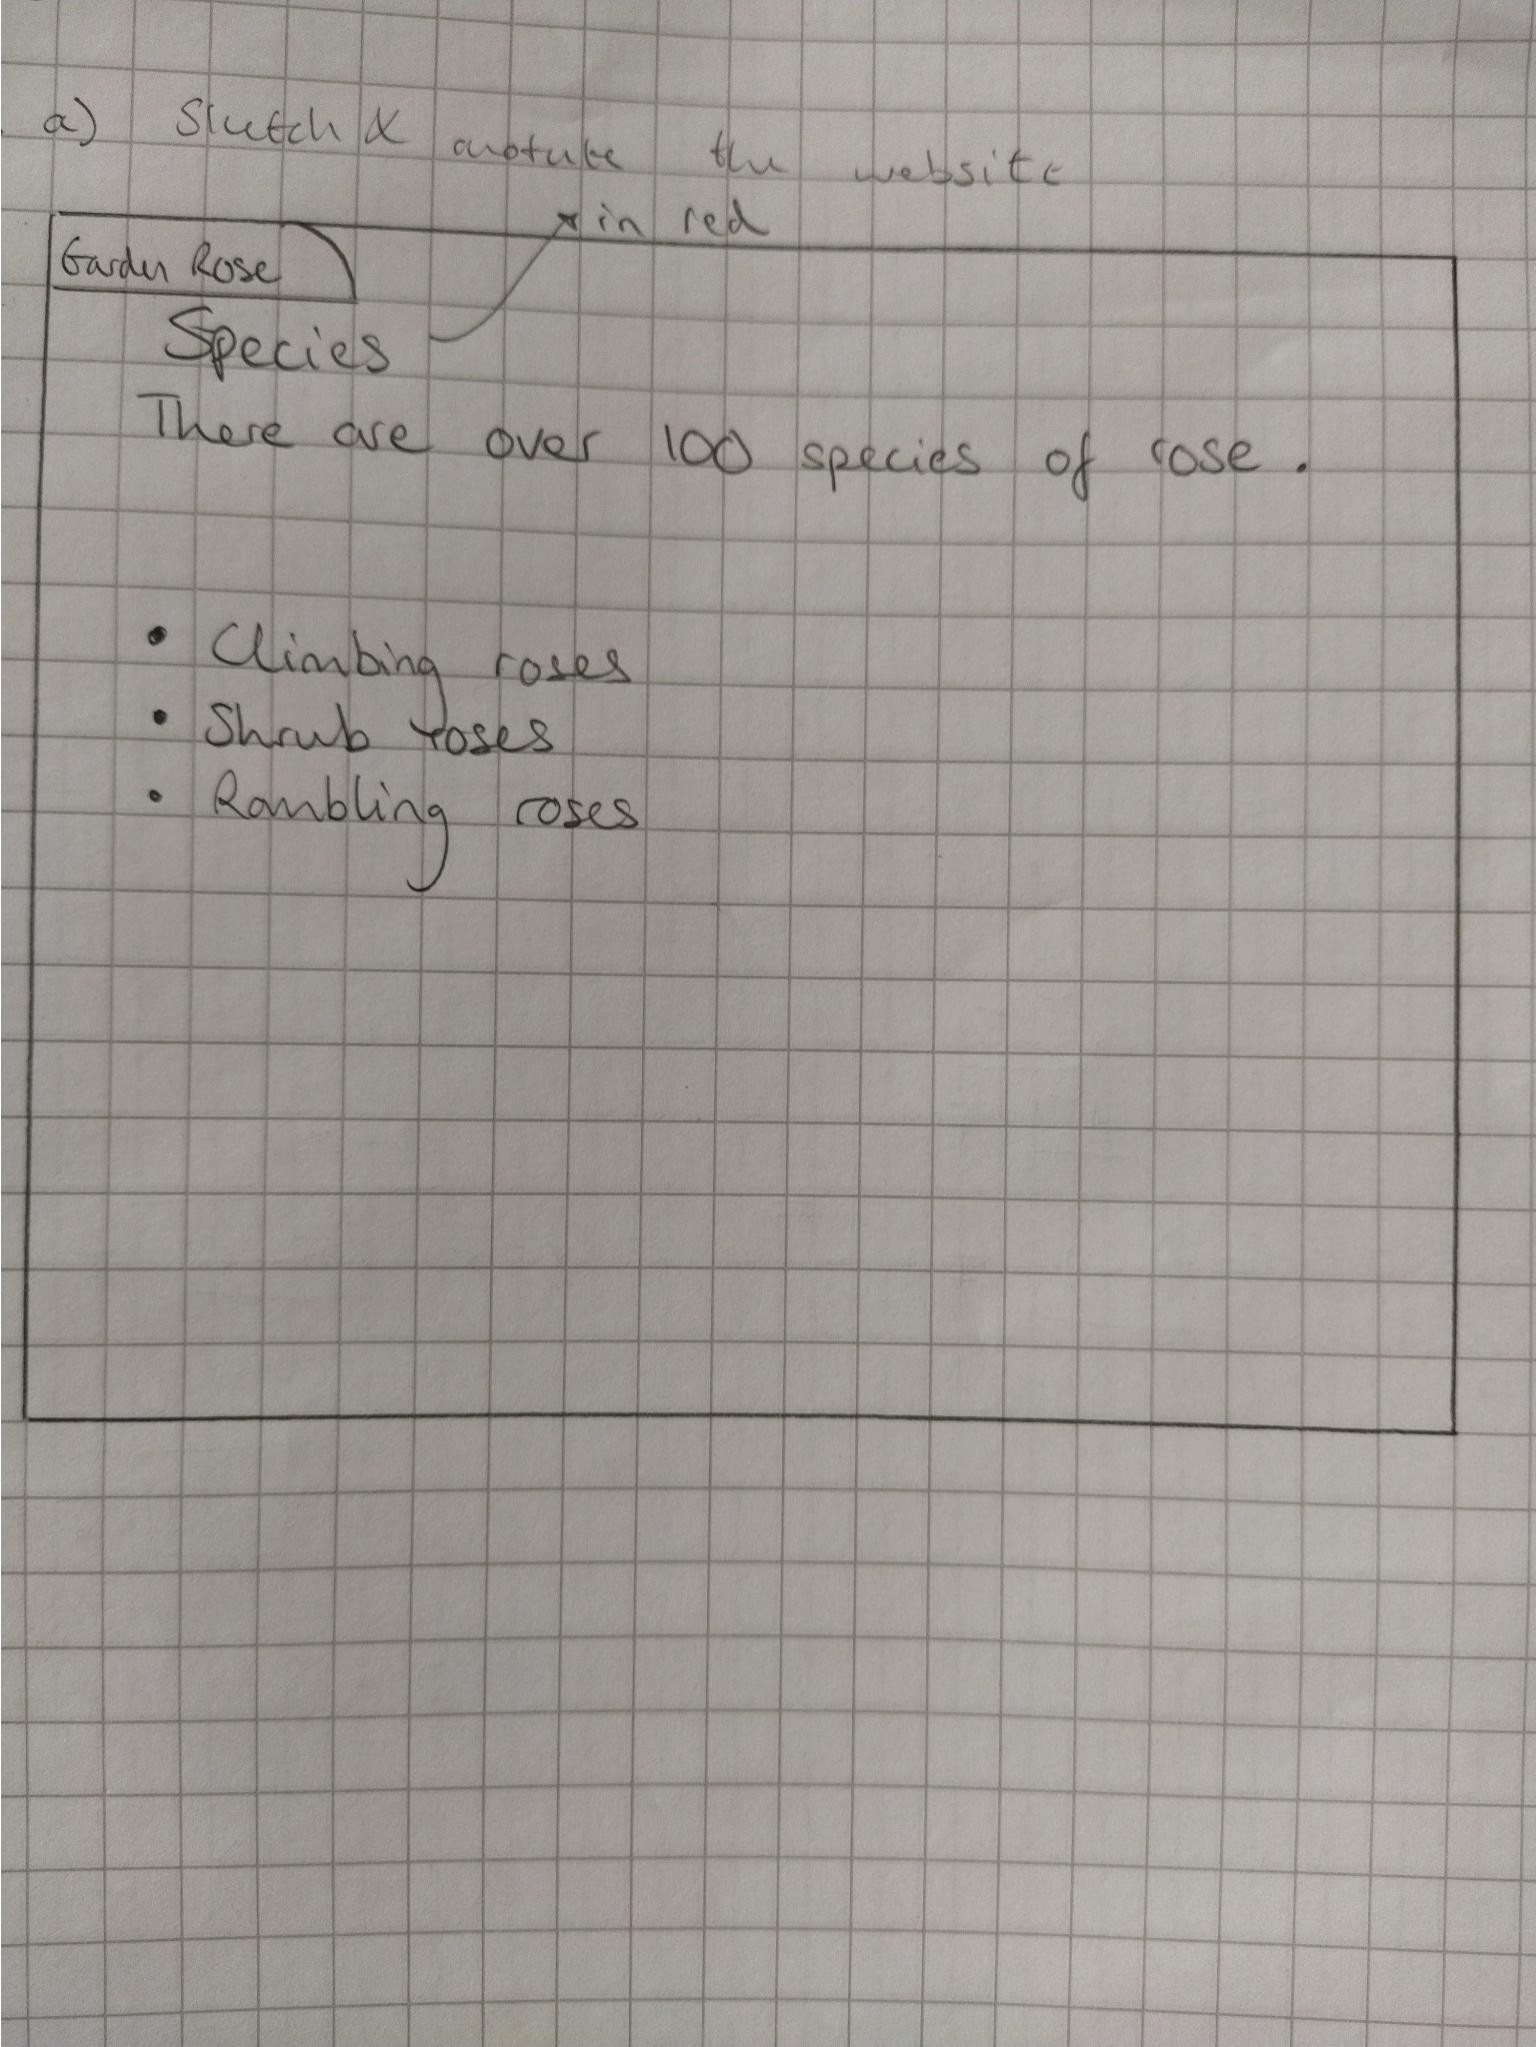 a) Sketch & anotate the website
in red
Garden Rose
Species
There are over 100 species of rose.
• Climbing roses
• Shrub roses
• Rambling roses